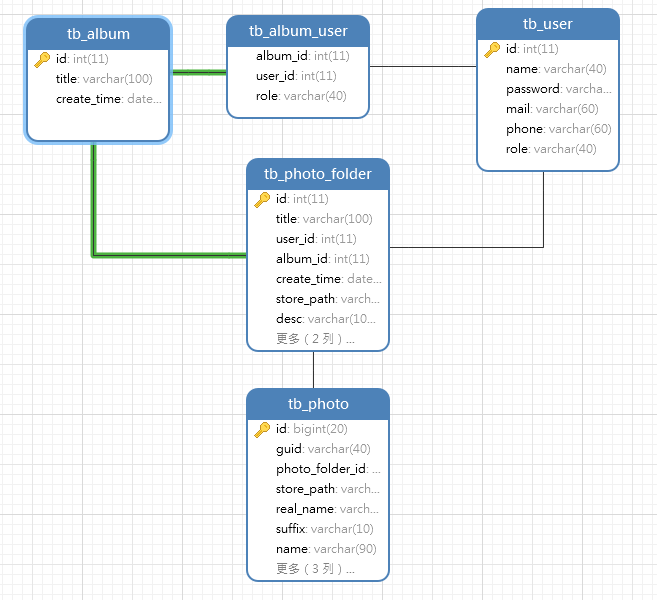 tb_album
id: int(11)
title: varchar(100)
create_time: date...
tb_album_user
album_id: int(11)
user_id: int(11)
role: varchar(40)
tb_user
id: int(11)
name: varchar(40)
password: varcha...
mail: varchar(60)
phone: varchar(60)
role: varchar(40)
tb_photo_folder
id: int(11)
title: varchar(100)
user_id: int(11)
album_id: int(11)
create_time: date...
store_path: varch...
desc: varchar(10...
更多（2 列）...
tb_photo
id: bigint(20)
guid: varchar(40)
photo_folder_id: ...
store_path: varch...
real_name: varch...
suffix: varchar(10)
name: varchar(90)
更多（3 列）...